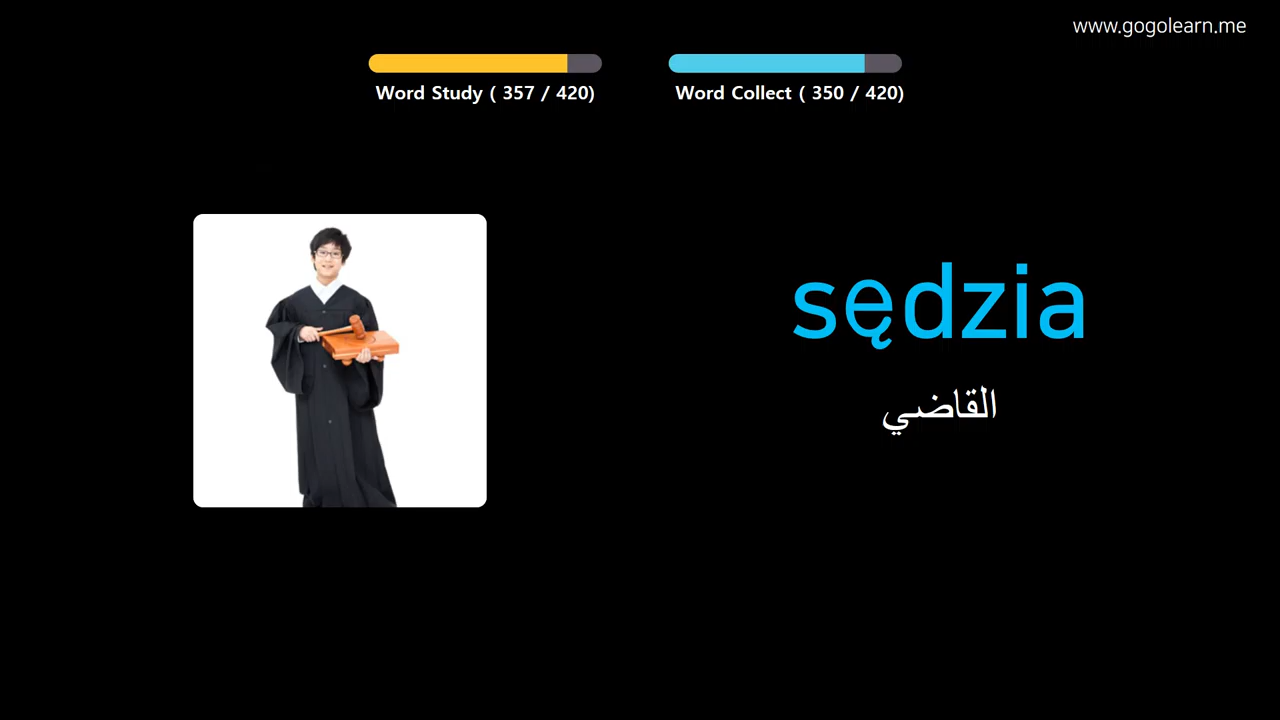 www.gogolearn.me
Word Study ( 357 / 420)
Word Collect ( 350 / 420)
sędzia
القاضي